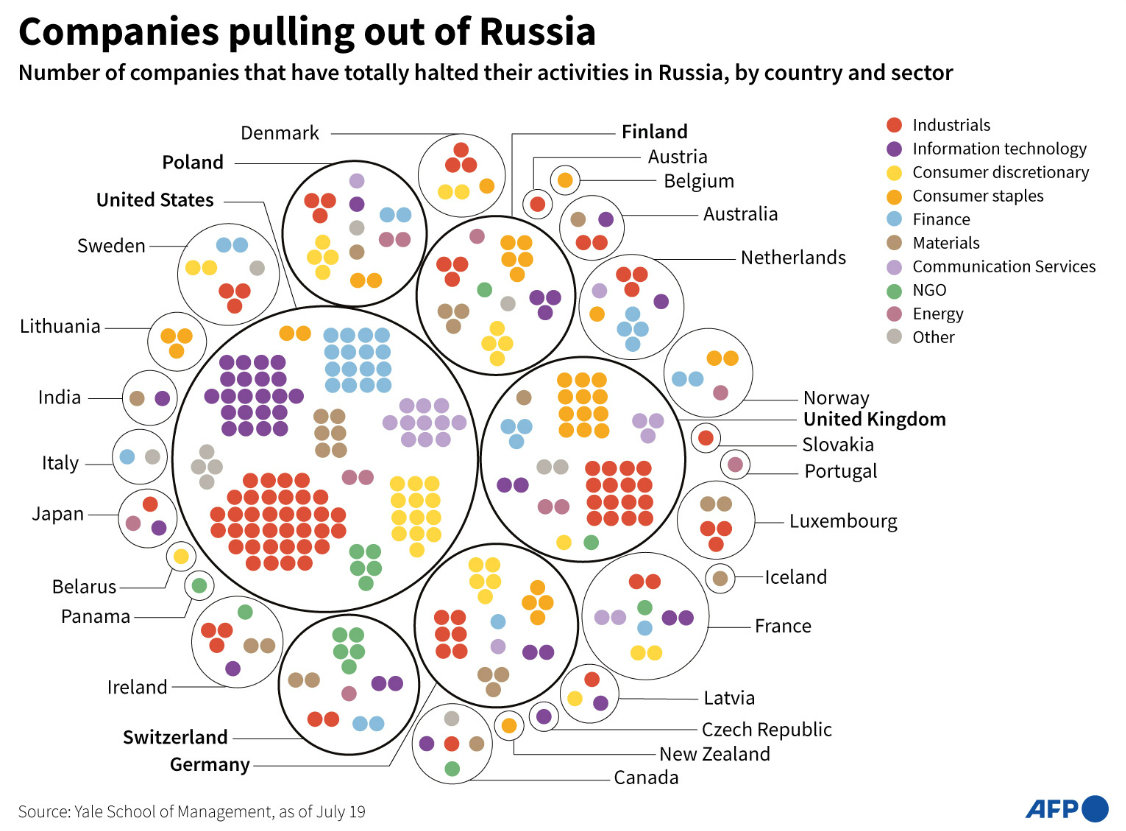 Companies pulling out of Russia
Number of companies that have totally halted their activities in Russia, by country and sector
Denmark
Poland
United States
Sweden
Lithuania
India
Italy
Japan
Belarus
Panama
Ireland
Switzerland
Germany
Finland
Austria
Belgium
Australia
Netherlands
Norway
United Kingdom
Slovakia
Portugal
Luxembourg
Iceland
France
Latvia
Czech Republic
New Zealand
Canada
Industrials
Information technology
Consumer discretionary
Consumer staples
Finance
Materials
Communication Services
NGO
Energy
Other
Source: Yale School of Management, as of July 19
AFP